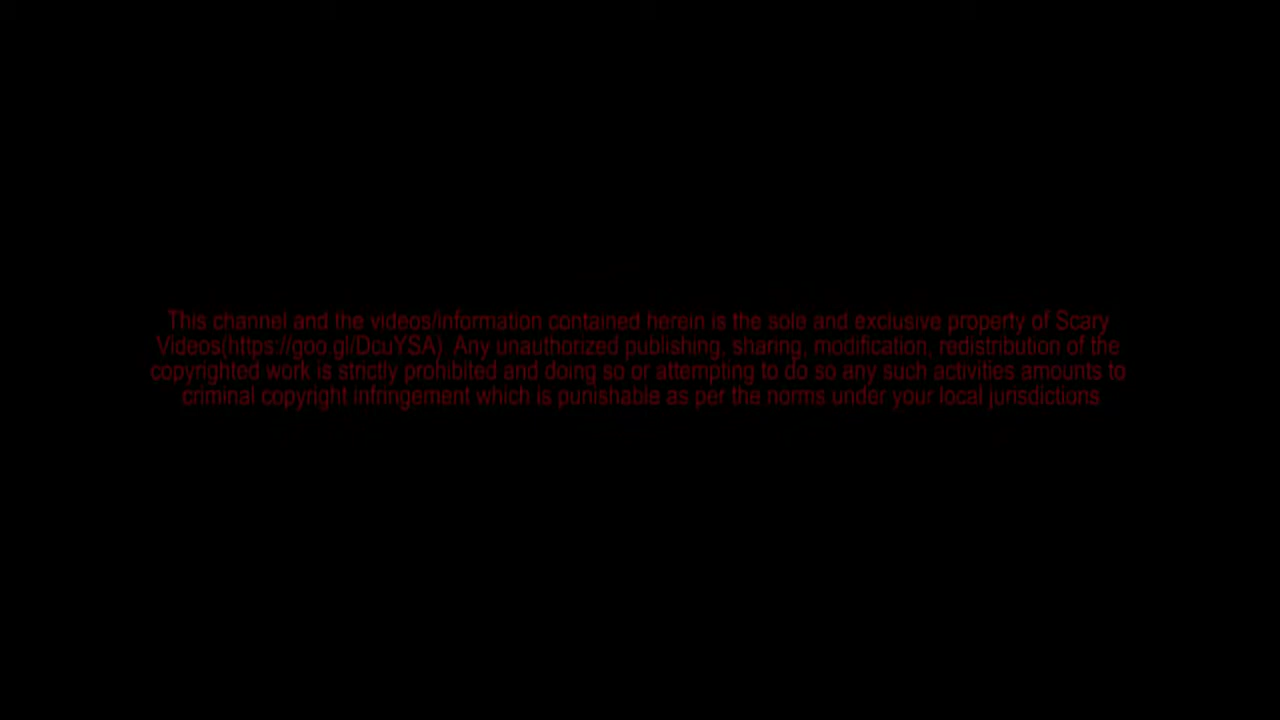 This channel and the videos/information contained herein is the sole and exclusive property of Scary
Videos(https://goo.gl/DcuYSA). Any unauthorized publishing, sharing, modification, redistribution of the
copyrighted work is strictly prohibited and doing so or attempting to do so any such activities amounts to
criminal copyright infringement which is punishable as per the norms under your local jurisdictions